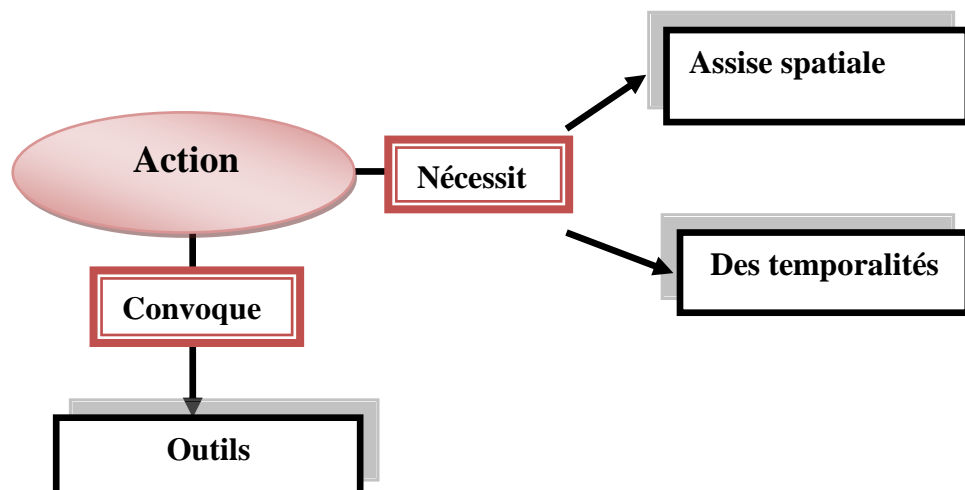 Assise spatiale
Action
Nécessit
Des temporalités
Convoque
Outils